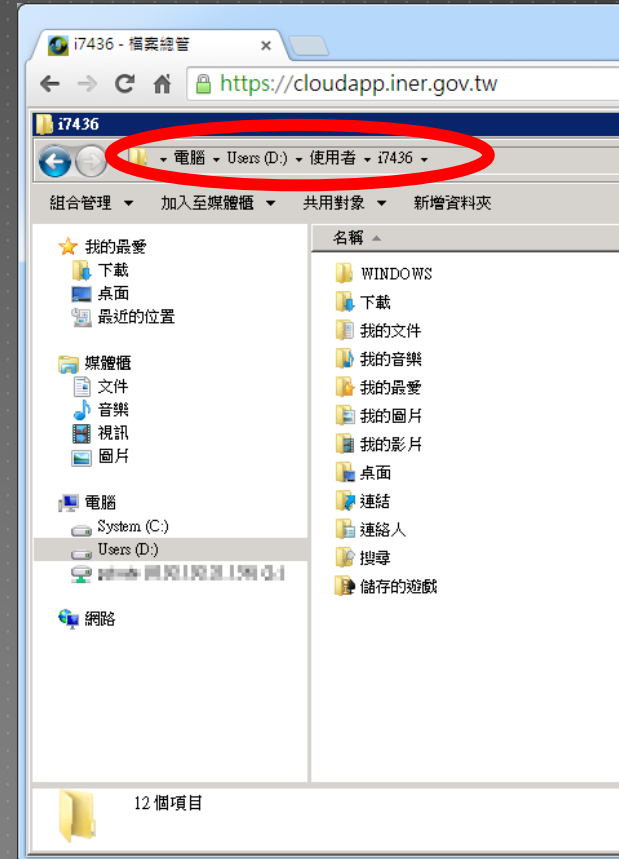 i7436 - 檔案總管
https://cloudapp.iner.gov.tw
i7436
電腦 Users (D:) 使用者 i7436
組合管理 加入至媒體櫃 共用對象 新增資料夾
我的最愛
下載
桌面
最近的位置
媒體櫃
文件
音樂
視訊
圖片
電腦
System (C:)
Users (D:)
網路
名稱
WINDOWS
下載
我的文件
我的音樂
我的最愛
我的圖片
我的影片
桌面
連結
連絡人
搜尋
儲存的遊戲
12 個項目